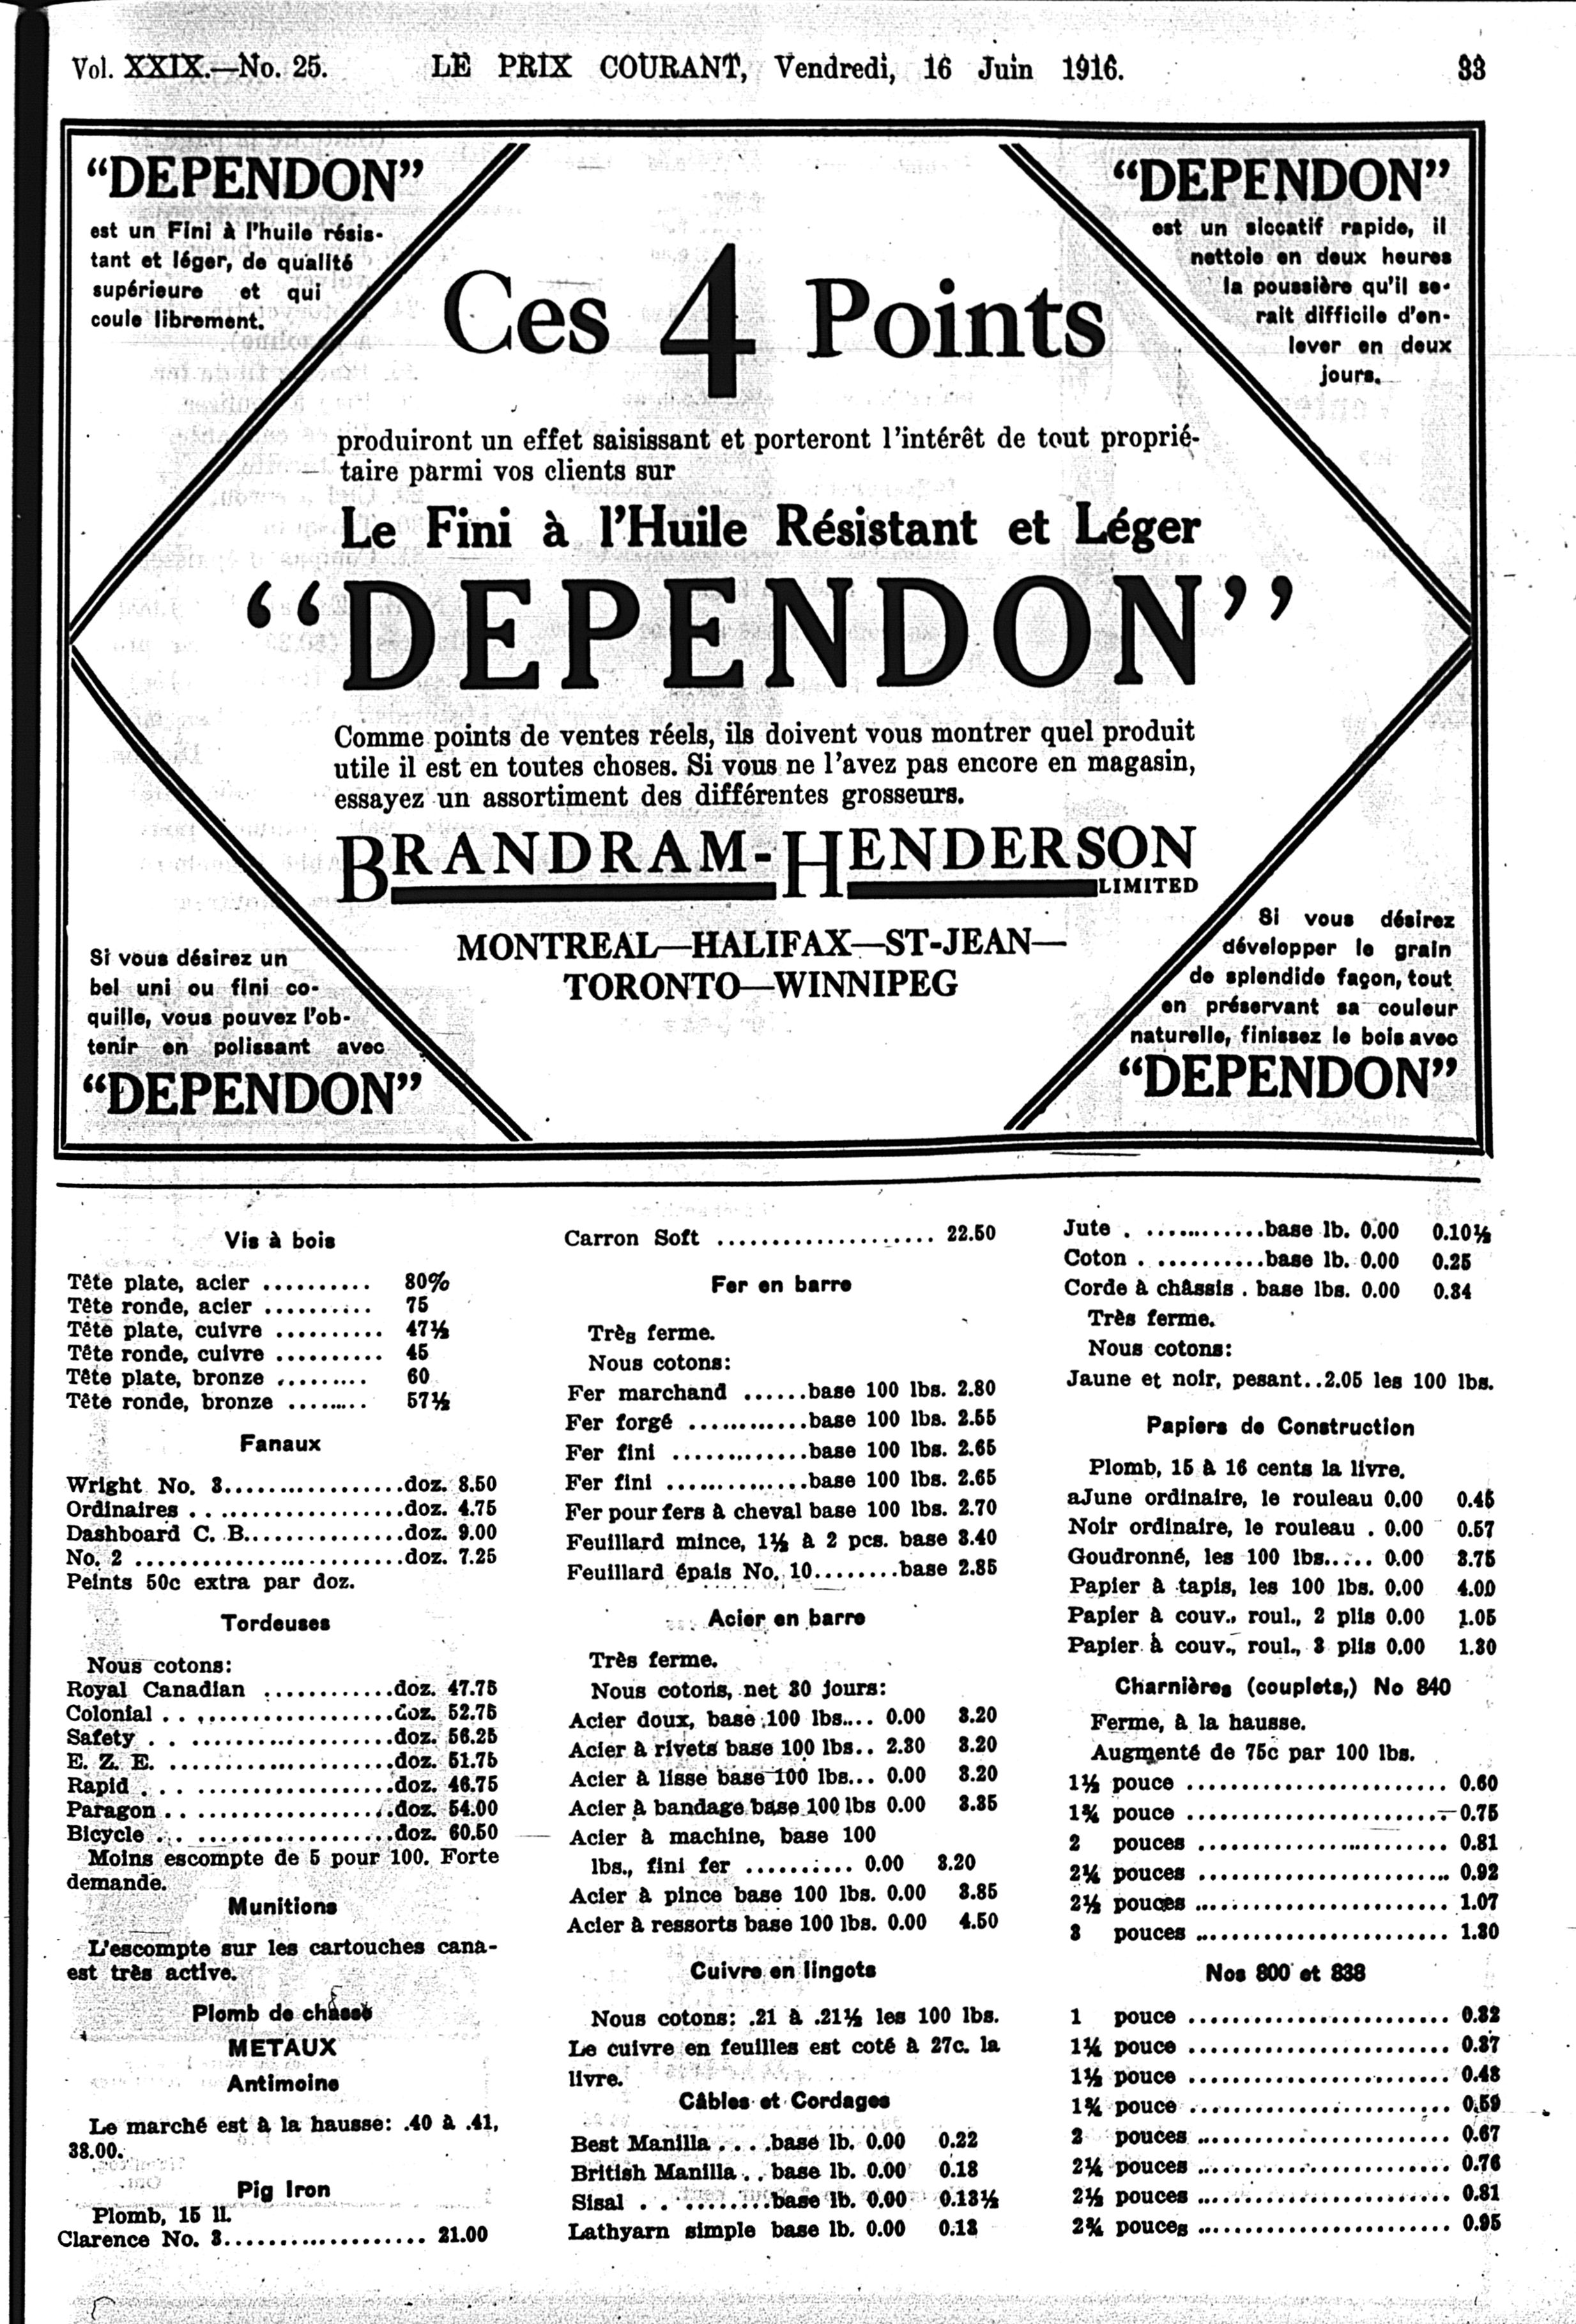 Vol. XXIX.—No. 25. LE PRIX COURANT, Vendredi, 16 Juin 1916. 33
"DEPENDON"
est un Fini à l'huile résis-
tant et léger, de qualité
supérieure et qui
coule librement.
"DEPENDON"
est un siccatif rapide, il
nettoie en deux heures
la poussière qu'il se-
rait difficile d'en-
lever en deux
jours.
Ces 4 Points
produiront un effet saisissant et porteront l'intérêt de tout proprié-
taire parmi vos clients sur
Le Fini à l'Huile Résistant et Léger
"DEPENDON"
Comme points de ventes réels, ils doivent vous montrer quel produit
utile il est en toutes choses. Si vous ne l'avez pas encore en magasin,
essayez un assortiment des différentes grosseurs.
BRANDRAM-HENDERSON
LIMITED
MONTREAL—HALIFAX—ST-JEAN—
TORONTO—WINNIPEG
Si vous désirez un
bel uni ou fini co-
quille, vous pouvez l'ob-
tenir en polissant avec
"DEPENDON"
Si vous désirez
développer le grain
de splendide façon, tout
en préservant sa couleur
naturelle, finissez le bois avec
"DEPENDON"
Vis à bois
Tête plate, acier .......... 80%
Tête ronde, acier .......... 75
Tête plate, cuivre .......... 47½
Tête ronde, cuivre .......... 45
Tête plate, bronze ......... 60
Tête ronde, bronze ........ 57½
Fanaux
Wright No. 3..................doz. 8.50
Ordinaires . . ...................doz. 4.75
Dashboard C. B................doz. 9.00
No. 2 ...........................doz. 7.25
Peints 50c extra par doz.
Tordeuses
Nous cotons:
Royal Canadian ............doz. 47.75
Colonial . . ...................doz. 52.75
Safety . . ....................doz. 56.25
E. Z. E. ......................doz. 51.75
Rapid . . . ...................doz. 46.75
Paragon . . ....................doz. 54.00
Bicycle . . . ...................doz. 60.50
Moins escompte de 5 pour 100. Forte
demande.
Munitions
L'escompte sur les cartouches cana-
est très active.
Plomb de chasse
METAUX
Antimoine
Le marché est à la hausse: .40 à .41,
38.00.
Pig Iron
Plomb, 15 ll.
Clarence No. 3.................... 21.00
Carron Soft ...................... 22.50
Fer en barre
Très ferme.
Nous cotons:
Fer marchand ......base 100 lbs. 2.80
Fer forgé ............base 100 lbs. 2.55
Fer fini .............base 100 lbs. 2.65
Fer fini ..............base 100 lbs. 2.65
Fer pour fers à cheval base 100 lbs. 2.70
Feuillard mince, 1½ à 2 pcs. base 3.40
Feuillard épais No. 10........base 2.85
Acier en barre
Très ferme.
Nous cotons, net 30 jours:
Acier doux, base 100 lbs.... 0.00 3.20
Acier à rivets base 100 lbs.. 2.80 3.20
Acier à lisse base 100 lbs... 0.00 3.20
Acier à bandage base 100 lbs 0.00 3.35
Acier à machine, base 100
lbs., fini fer .......... 0.00 3.20
Acier à pince base 100 lbs. 0.00 3.85
Acier à ressorts base 100 lbs. 0.00 4.50
Cuivre en lingots
Nous cotons: .21 à .21½ les 100 lbs.
Le cuivre en feuilles est coté à 27c. la
livre.
Câbles et Cordages
Best Manilla . . . .base lb. 0.00 0.22
British Manilla . . base lb. 0.00 0.18
Sisal . . .........base lb. 0.00 0.13½
Lathyarn simple base lb. 0.00 0.13
Jute . ............base lb. 0.00 0.10½
Coton . ..........base lb. 0.00 0.25
Corde à châssis . base lbs. 0.00 0.34
Très ferme.
Nous cotons:
Jaune et noir, pesant..2.05 les 100 lbs.
Papiers de Construction
Plomb, 15 à 16 cents la livre.
aJune ordinaire, le rouleau 0.00 0.45
Noir ordinaire, le rouleau . 0.00 0.57
Goudronné, les 100 lbs..... 0.00 3.75
Papier à tapis, les 100 lbs. 0.00 4.00
Papier à couv., roul., 2 plis 0.00 1.05
Papier à couv., roul., 3 plis 0.00 1.30
Charnières (couplets,) No 840
Ferme, à la hausse.
Augmenté de 75c par 100 lbs.
1½ pouce .......................... 0.60
1¾ pouce .......................... 0.75
2 pouces ......................... 0.81
2¼ pouces ......................... 0.92
2½ pouces ......................... 1.07
3 pouces ......................... 1.30
Nos 800 et 838
1 pouce .......................... 0.32
1¼ pouce .......................... 0.37
1½ pouce .......................... 0.48
1¾ pouce .......................... 0.59
2 pouces ......................... 0.67
2¼ pouces ......................... 0.76
2½ pouces ......................... 0.81
2¾ pouces ......................... 0.95